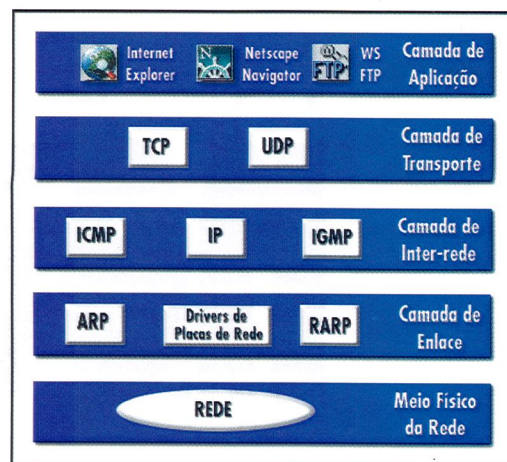 Internet Explorer
Netscape Navigator
N
FTP
WS FTP
Camada de Aplicação
TCP
UDP
Camada de Transporte
ICMP
IP
IGMP
Camada de Inter-rede
ARP
Drivers de Placas de Rede
RARP
Camada de Enlace
REDE
Meio Físico da Rede